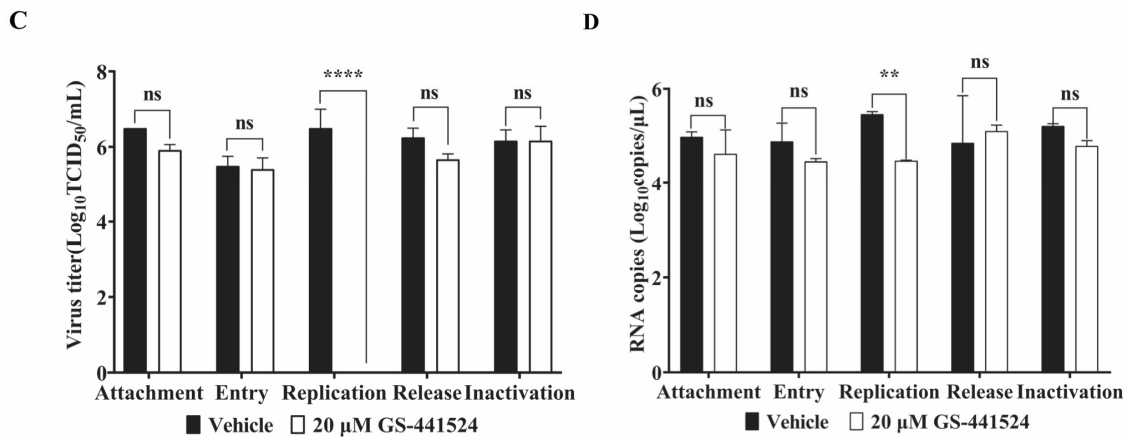 C
Virus titer(Log10TCID50/mL)
8
6
4
2
0
ns
ns
****
ns
ns
Attachment Entry Replication Release Inactivation
Vehicle 20 μM GS-441524
D
RNA copies (Log10copies/μL)
6
4
2
0
ns
ns
**
ns
ns
Attachment Entry Replication Release Inactivation
Vehicle 20 μM GS-441524